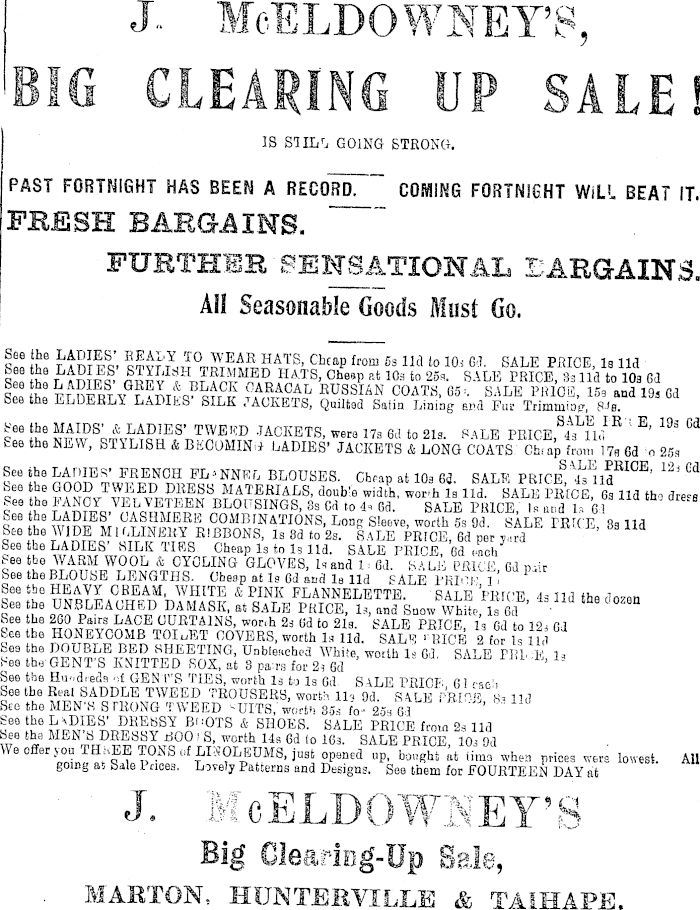 J. McELDOWNEY'S,
BIG CLEARING UP SALE!
IS STILL GOING STRONG.
PAST FORTNIGHT HAS BEEN A RECORD. COMING FORTNIGHT WILL BEAT IT.
FRESH BARGAINS.
FURTHER SENSATIONAL BARGAINS.
All Seasonable Goods Must Go.
See the LADIES' READY TO WEAR HATS, Cheap from 5s 11d to 10s 6d. SALE PRICE, 1s 11d
See the LADIES' STYLISH TRIMMED HATS, Cheap at 10s to 25s. SALE PRICE, 3s 11d to 10s 6d
See the LADIES' GREY & BLACK CARACAL RUSSIAN COATS, 65s. SALE PRICE, 15s and 19s 6d
See the ELDERLY LADIES' SILK JACKETS, Quilted Satin Lining and Fur Trimming,
SALE PRICE, 19s 6d
See the MAIDS' & LADIES' TWEED JACKETS, were 17s 6d to 21s. SALE PRICE, 4s 11d
See the NEW, STYLISH & BECOMING LADIES' JACKETS & LONG COATS Cheap from 17s 6d to 25s
SALE PRICE, 12s 6d
See the LADIES' FRENCH FLANNEL BLOUSES. Cheap at 10s 6d. SALE PRICE, 4s 11d
See the GOOD TWEED DRESS MATERIALS, double width, worth 1s 11d. SALE PRICE, 6s 11d the dress
See the FANCY VELVETEEN BLOUSINGS, 3s 6d to 4s 6d. SALE PRICE, 1s and 1s 6d
See the LADIES' CASHMERE COMBINATIONS, Long Sleeve, worth 5s 9d. SALE PRICE, 3s 11d
See the WIDE MILLINERY RIBBONS, 1s 3d to 2s. SALE PRICE, 6d per yard
See the LADIES' SILK TIES Cheap 1s to 1s 11d. SALE PRICE, 6d each
See the WARM WOOL & CYCLING GLOVES, 1s and 1s 6d. SALE PRICE, 6d pair
See the BLOUSE LENGTHS. Cheap at 1s 6d and 1s 11d SALE PRICE,
See the HEAVY CREAM, WHITE & PINK FLANNELETTE. SALE PRICE, 4s 11d the dozen
See the UNBLEACHED DAMASK, at SALE PRICE, 1s, and Snow White, 1s 6d
See the 260 Pairs LACE CURTAINS, worth 2s 6d to 21s. SALE PRICE, 1s 6d to 12s 6d
See the HONEYCOMB TOILET COVERS, worth 1s 11d. SALE PRICE 2 for 1s 11d
See the DOUBLE BED SHEETING, Unbleached White, worth 1s 6d. SALE PRICE, 1s
See the GENT'S KNITTED SOX, at 3 pairs for 2s 6d
See the Hundreds of GENT'S TIES, worth 1s to 1s 6d SALE PRICE, 6d each
See the Real SADDLE TWEED TROUSERS, worth 11s 9d. SALE PRICE, 8s 11d
See the MEN'S STRONG TWEED SUITS, worth 35s for 25s 6d
See the LADIES' DRESSY BOOTS & SHOES. SALE PRICE from 2s 11d
See the MEN'S DRESSY BOOTS, worth 14s 6d to 16s. SALE PRICE, 10s 9d
We offer you THREE TONS of LINOLEUMS, just opened up, bought at time when prices were lowest. All
going at Sale Prices. Lovely Patterns and Designs. See them for FOURTEEN DAY at
J. McELDOWNEY'S
Big Clearing-Up Sale,
MARTON, HUNTERVILLE & TAIHAPE.